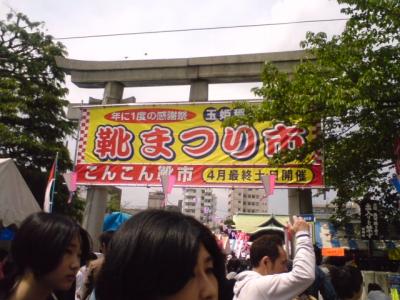 年に1度の感謝祭 玉姫稲
靴まつり市
こんこん靴市 4月最終土日開催